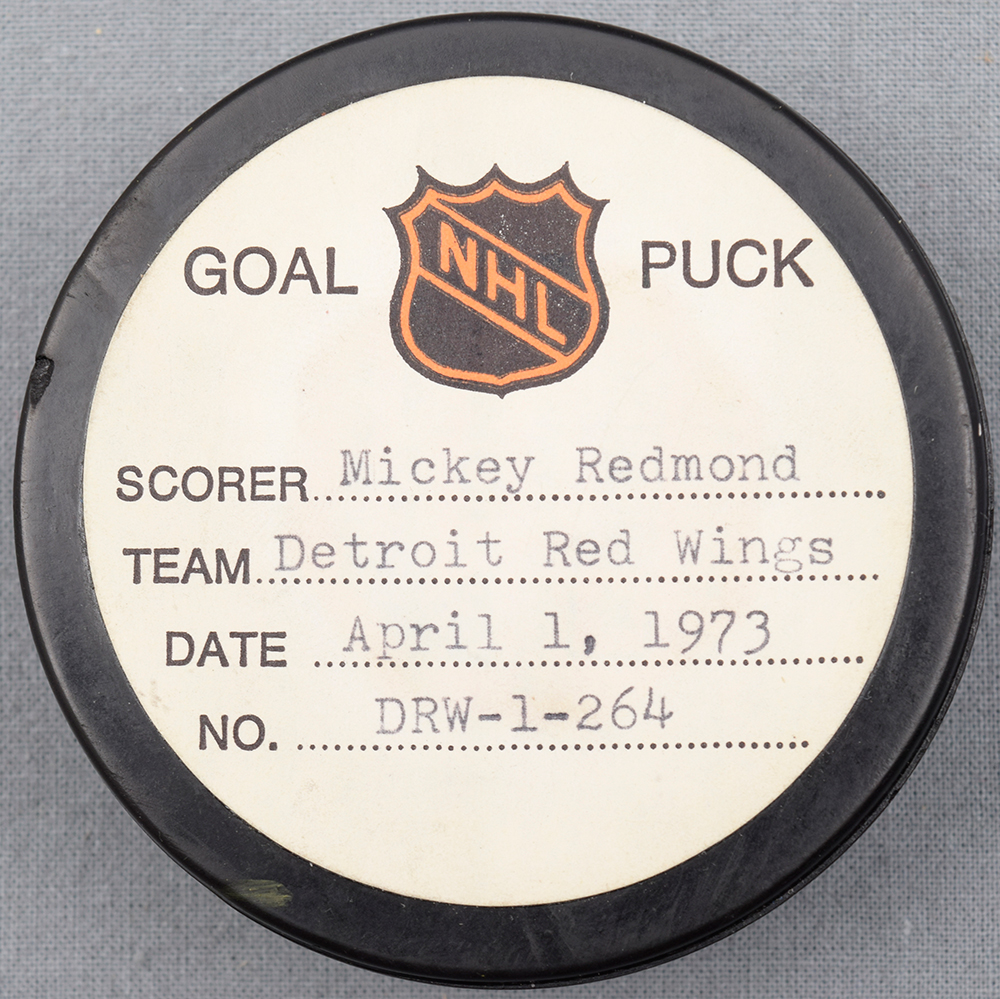 GOAL NHL PUCK
SCORER Mickey Redmond
TEAM Detroit Red Wings
DATE April 1, 1973
NO. DRW-1-264